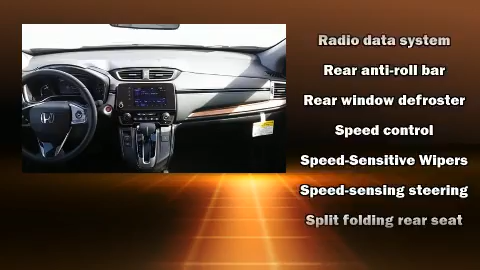 Radio data system
Rear anti-roll bar
Rear window defroster
Speed control
Speed-Sensitive Wipers
Speed-sensing steering
Split folding rear seat